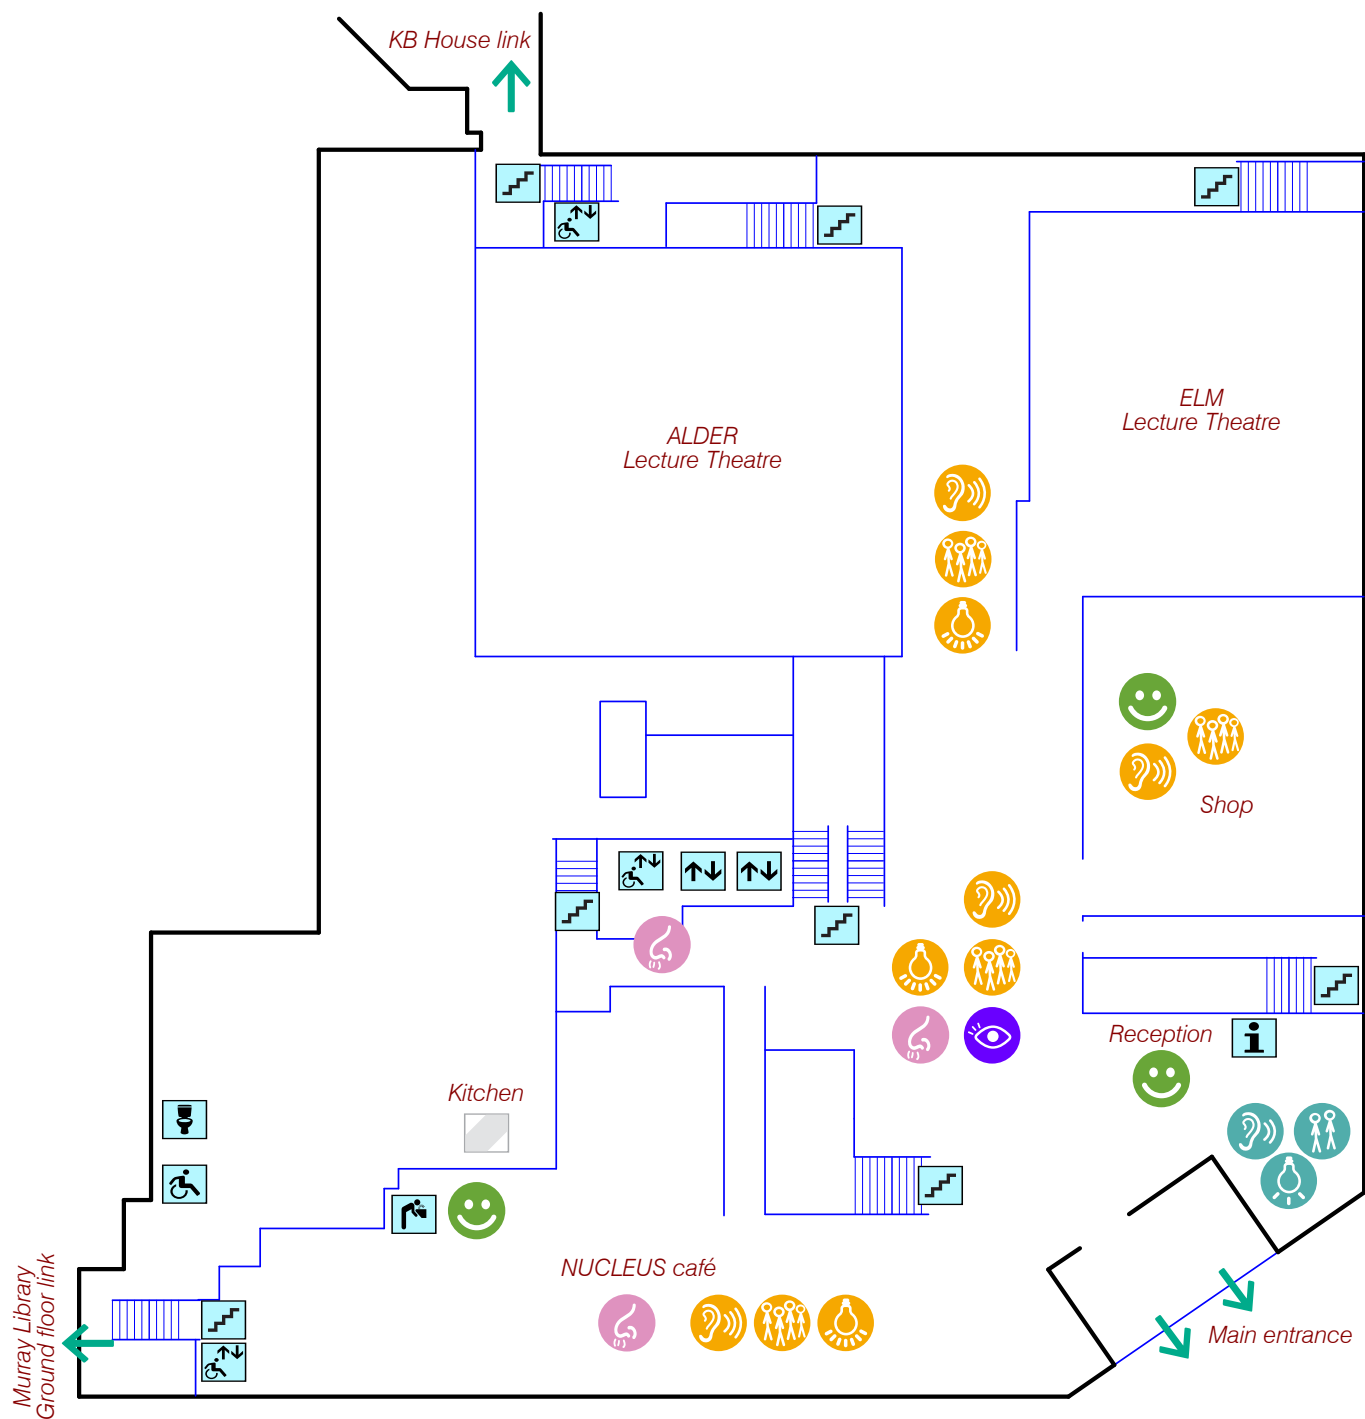 KB House link
ELM
Lecture Theatre
ALDER
Lecture Theatre
Shop
Reception
Kitchen
NUCLEUS café
Murray Library
Ground floor link
Main entrance